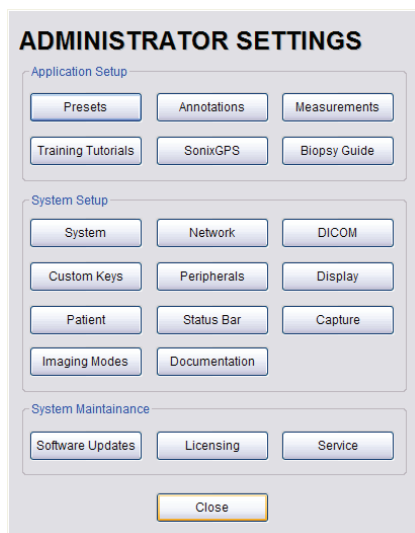 ADMINISTRATOR SETTINGS
Application Setup
Presets Annotations Measurements
Training Tutorials SonixGPS Biopsy Guide
System Setup
System Network DICOM
Custom Keys Peripherals Display
Patient Status Bar Capture
Imaging Modes Documentation
System Maintainance
Software Updates Licensing Service
Close